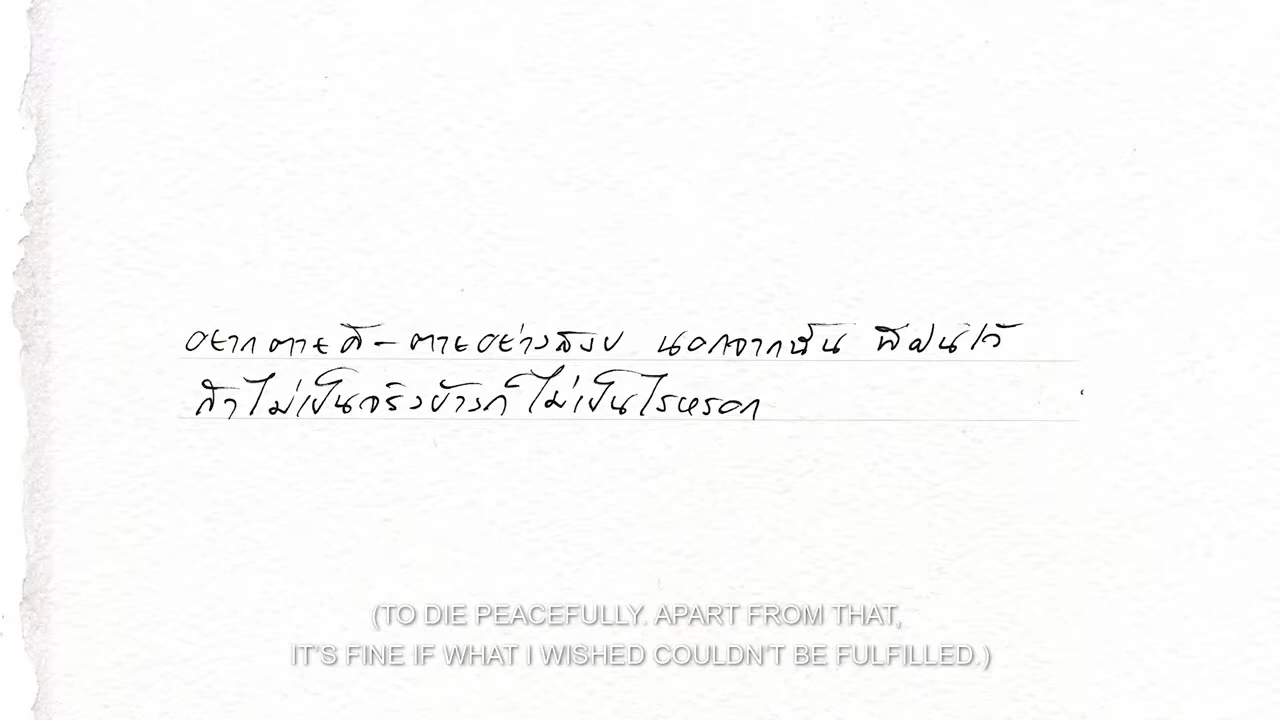 อยากตายดี - ตายอย่างสงบ นอกจากนั้น ที่ฝันไว้
ถ้าไม่เป็นจริงบ้างก็ไม่เป็นไรหรอก
(TO DIE PEACEFULLY. APART FROM THAT,
IT'S FINE IF WHAT I WISHED COULDN'T BE FULFILLED.)